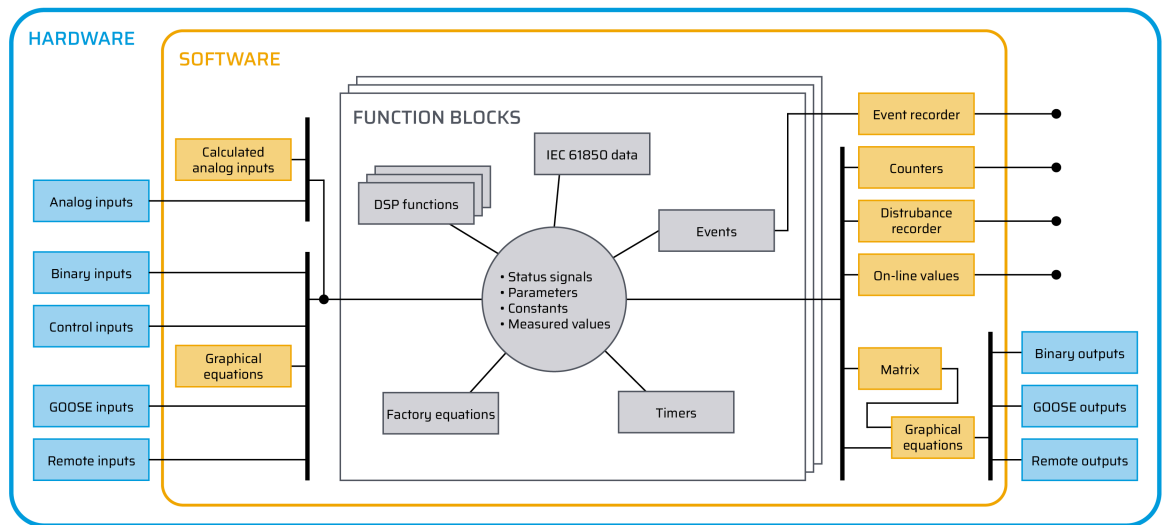 HARDWARE
SOFTWARE
FUNCTION BLOCKS
Calculated
analog inputs
Analog inputs
Binary inputs
Control inputs
Graphical
equations
GOOSE inputs
Remote inputs
DSP functions
IEC 61850 data
Events
• Status signals
• Parameters
• Constants
• Measured values
Factory equations
Timers
Event recorder
Counters
Distrubance
recorder
On-line values
Matrix
Graphical
equations
Binary outputs
GOOSE outputs
Remote outputs